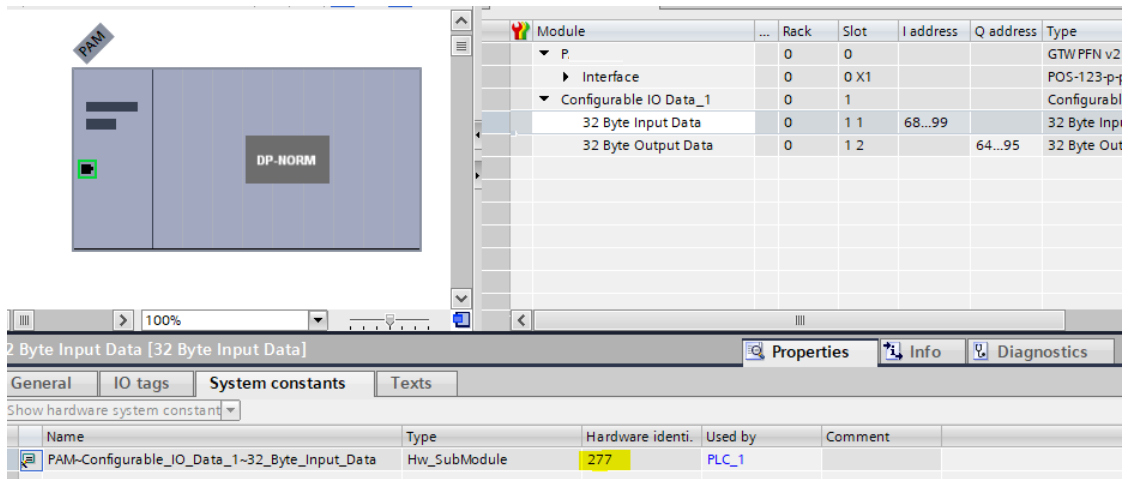 PAM
DP-NORM
100%
Module ... Rack Slot I address Q address Type
P. 0 0 GTW PFN v2
Interface 0 0 X1 POS-123-p-p
Configurable IO Data_1 0 1 Configurabl
32 Byte Input Data 0 1 1 68...99 32 Byte Inpu
32 Byte Output Data 0 1 2 64...95 32 Byte Out
2 Byte Input Data [32 Byte Input Data]
Properties Info Diagnostics
General IO tags System constants Texts
Show hardware system constant
Name Type Hardware identi. Used by Comment
PAM~Configurable_IO_Data_1~32_Byte_Input_Data Hw_SubModule 277 PLC_1